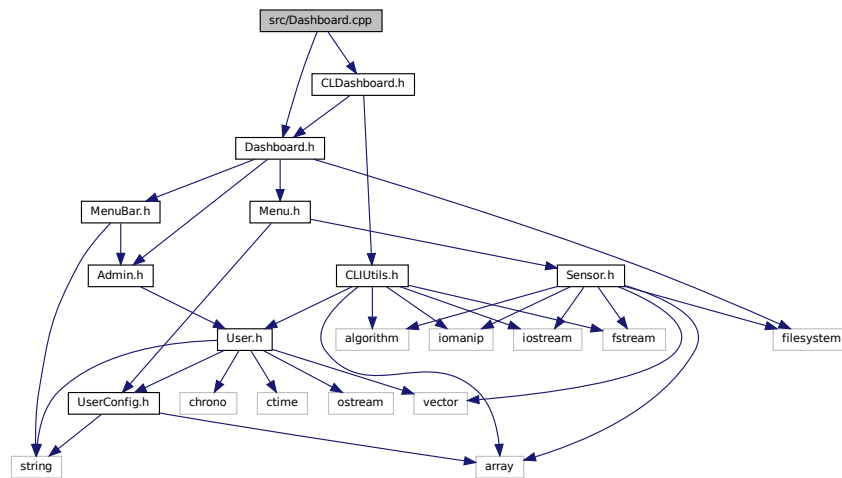 src/Dashboard.cpp
CLDashboard.h
Dashboard.h
MenuBar.h
Menu.h
Admin.h
CLIUtils.h
Sensor.h
User.h
algorithm
iomanip
iostream
fstream
filesystem
UserConfig.h
chrono
ctime
ostream
vector
string
array